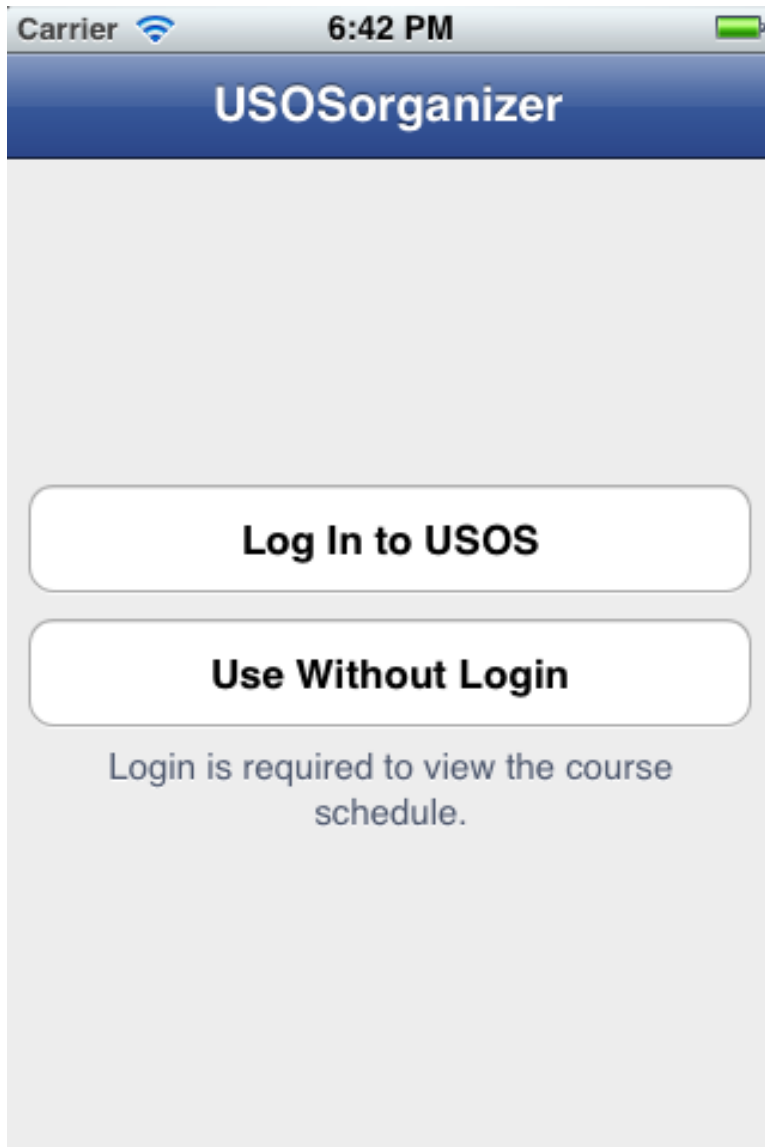 Carrier 6:42 PM
USOSorganizer
Log In to USOS
Use Without Login
Login is required to view the course
schedule.